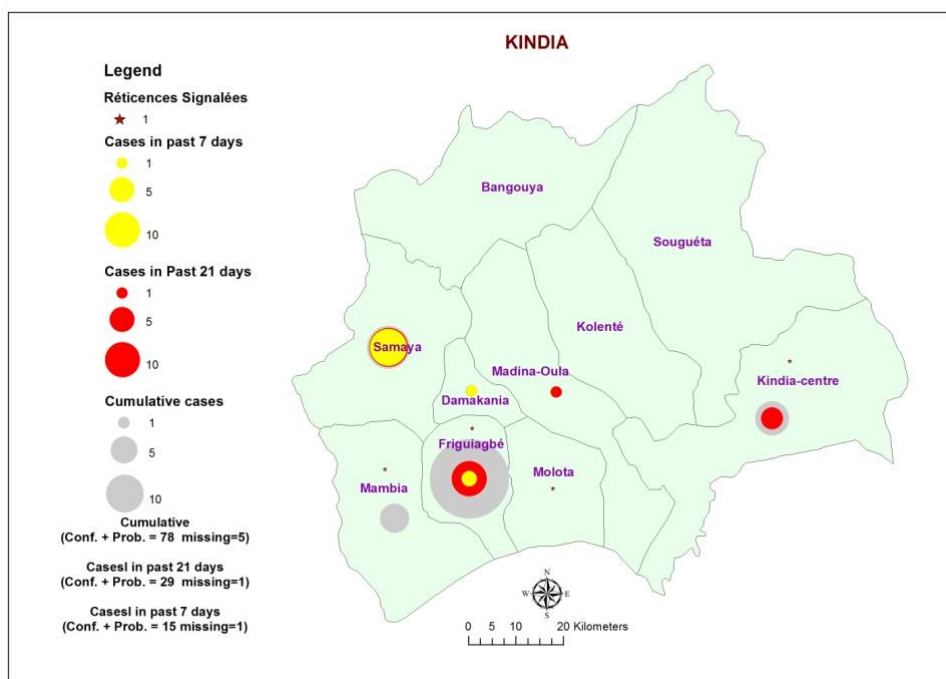 KINDIA
Legend
Réticences Signalées
1
Cases in past 7 days
1
5
10
Cases in Past 21 days
1
5
10
Cumulative cases
1
5
10
Cumulative
(Conf. + Prob. = 78 missing=5)
Casesl in past 21 days
(Conf. + Prob. = 29 missing=1)
Casesl in past 7 days
(Conf. + Prob. = 15 missing=1)
Bangouya
Souguéta
Kolenté
Samaya
Madina-Oula
Kindia-centre
Damakania
Friguiagbé
Molota
Mambia
N
W E
S
0 5 10 20 Kilometers